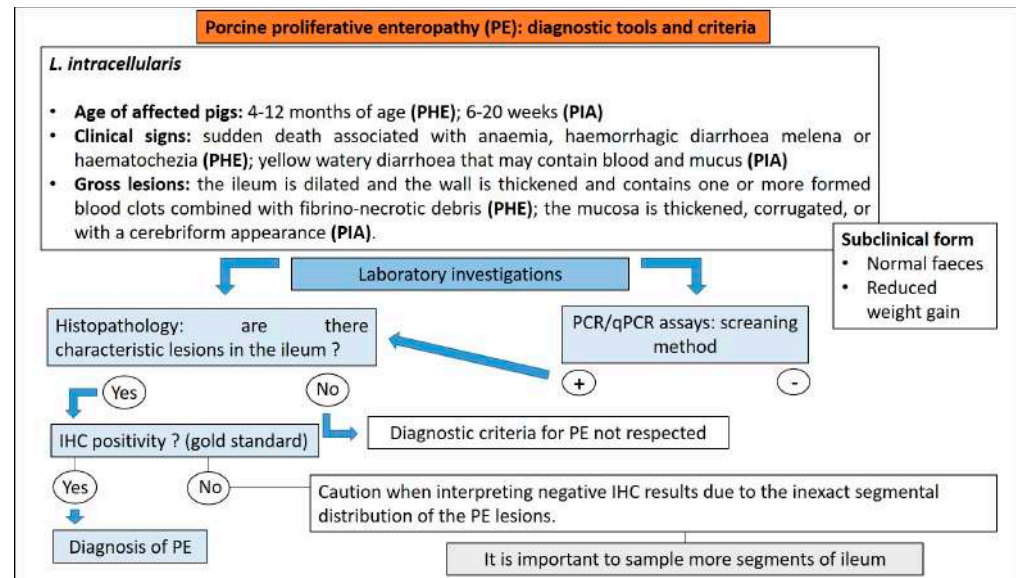 Porcine proliferative enteropathy (PE): diagnostic tools and criteria
L. intracellularis
• Age of affected pigs: 4-12 months of age (PHE); 6-20 weeks (PIA)
• Clinical signs: sudden death associated with anaemia, haemorrhagic diarrhoea melena or
haematochezia (PHE); yellow watery diarrhoea that may contain blood and mucus (PIA)
• Gross lesions: the ileum is dilated and the wall is thickened and contains one or more formed
blood clots combined with fibrino-necrotic debris (PHE); the mucosa is thickened, corrugated, or
with a cerebriform appearance (PIA).
Subclinical form
• Normal faeces
• Reduced
weight gain
Laboratory investigations
Histopathology: are there
characteristic lesions in the ileum ?
PCR/qPCR assays: screaning
method
+
-
Yes
No
IHC positivity ? (gold standard)
Diagnostic criteria for PE not respected
Yes
No
Caution when interpreting negative IHC results due to the inexact segmental
distribution of the PE lesions.
Diagnosis of PE
It is important to sample more segments of ileum